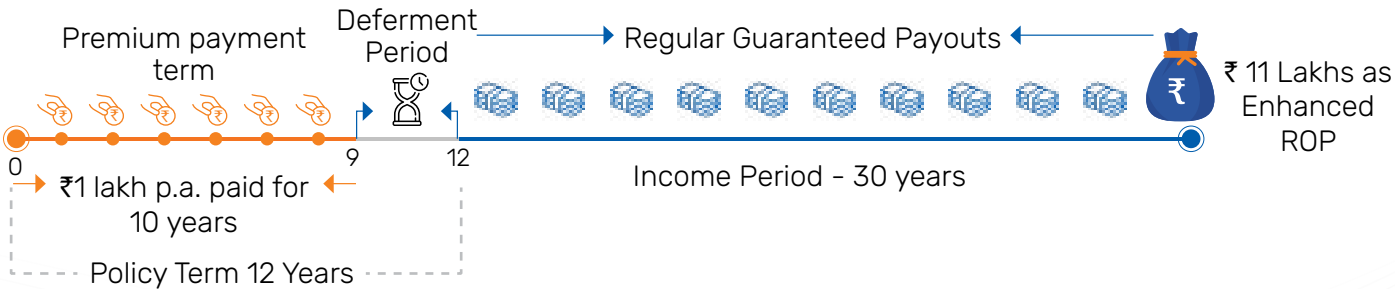 Premium payment
term
Deferment
Period
Regular Guaranteed Payouts
₹
₹ 11 Lakhs as
Enhanced
ROP
0
9
12
₹1 lakh p.a. paid for
10 years
Income Period - 30 years
Policy Term 12 Years